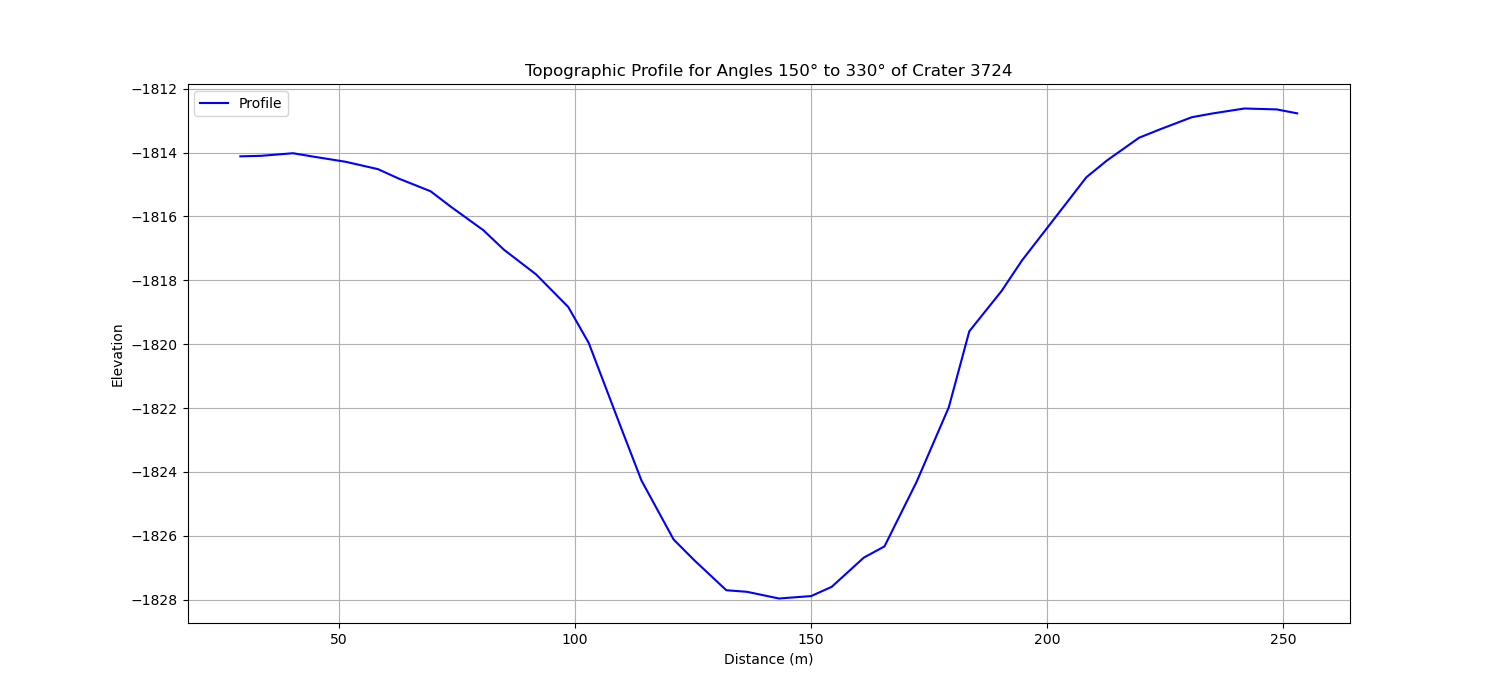 Topographic Profile for Angles 150° to 330° of Crater 3724
Profile
Elevation
−1812
−1814
−1816
−1818
−1820
−1822
−1824
−1826
−1828
50 100 150 200 250
Distance (m)